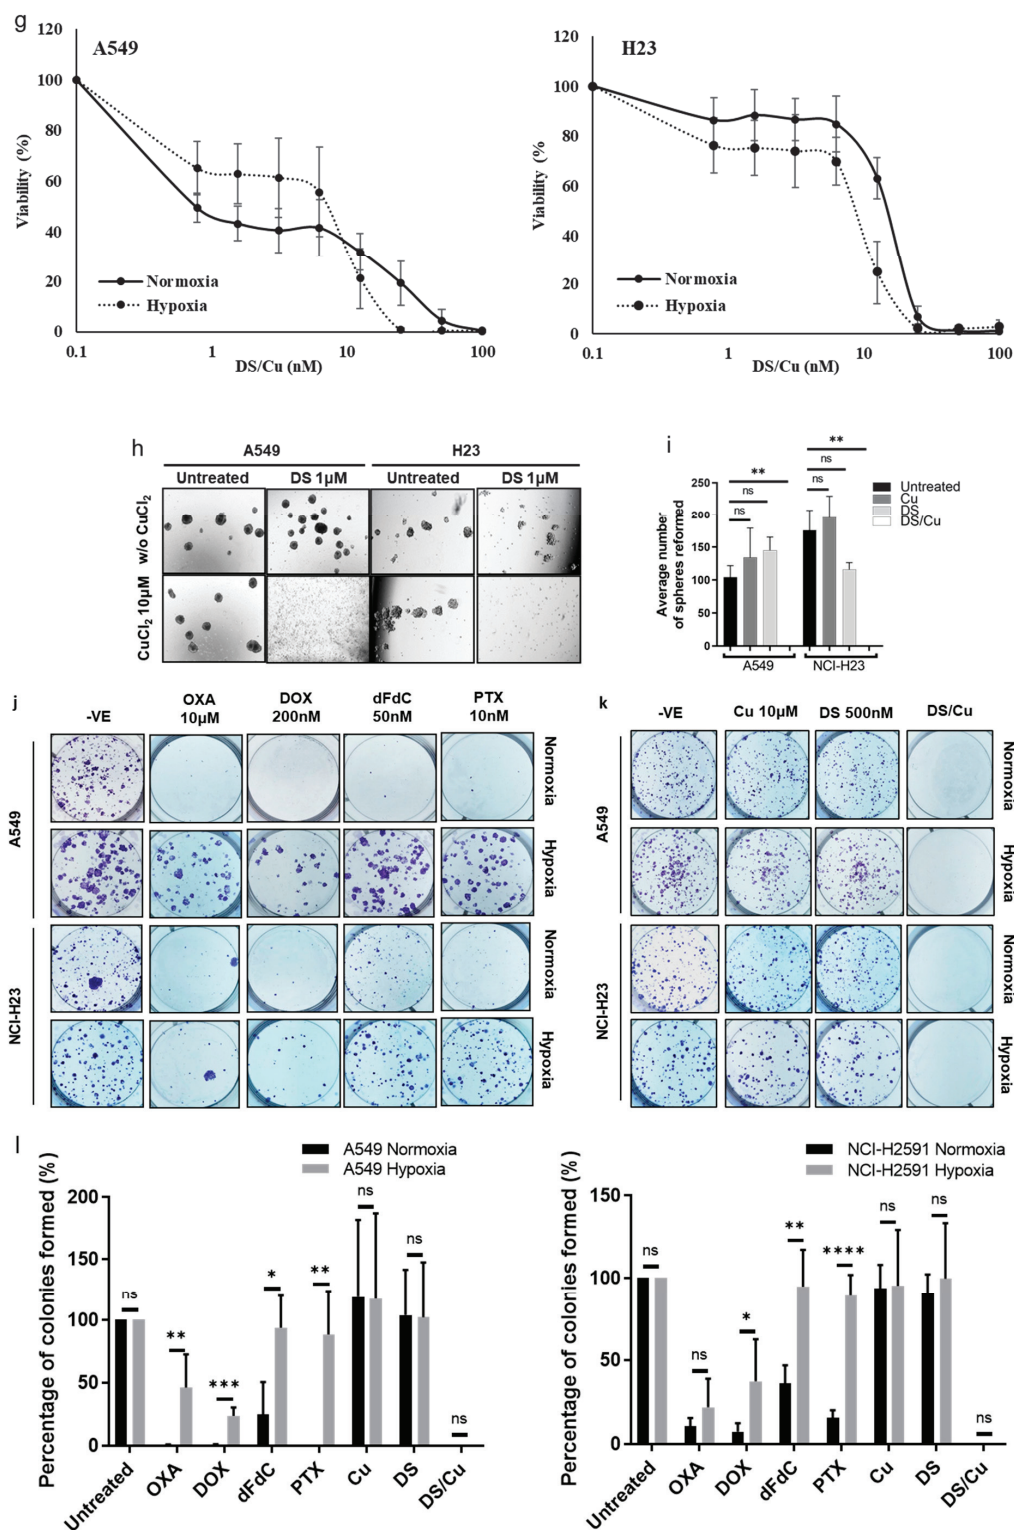 g
A549
120
100
80
60
40
20
0
Viability (%)
Normoxia
Hypoxia
0.1
1
10
100
DS/Cu (nM)
H23
120
100
80
60
40
20
0
Viability (%
Normoxia
Hypoxia
0.1
1
10
100
DS/Cu (nM)
h
A549
H23
Untreated
DS 1µM
Untreated
DS 1µM
w/o CuCl2
CuCl2 10µM
i
**
ns
ns
**
ns
ns
Untreated
Cu
DS
DS/Cu
250
200
150
100
50
0
Average number
of spheres reformed
A549
NCI-H23
j
-VE
OXA
10µM
DOX
200nM
dFdC
50nM
PTX
10nM
A549
NCI-H23
Normoxia
Hypoxia
Normoxia
Hypoxia
k
-VE
Cu 10µM
DS 500nM
DS/Cu
A549
NCI-H23
Normoxia
Hypoxia
Normoxia
Hypoxia
l
A549 Normoxia
A549 Hypoxia
Percentage of colonies formed (%)
200
150
100
50
0
ns
**
***
*
**
ns
ns
ns
Untreated
OXA
DOX
dFdC
PTX
Cu
DS
DS/Cu
NCI-H2591 Normoxia
NCI-H2591 Hypoxia
Percentage of colonies formed (%)
150
100
50
0
ns
ns
*
**
****
ns
ns
ns
Untreated
OXA
DOX
dFdC
PTX
Cu
DS
DS/Cu